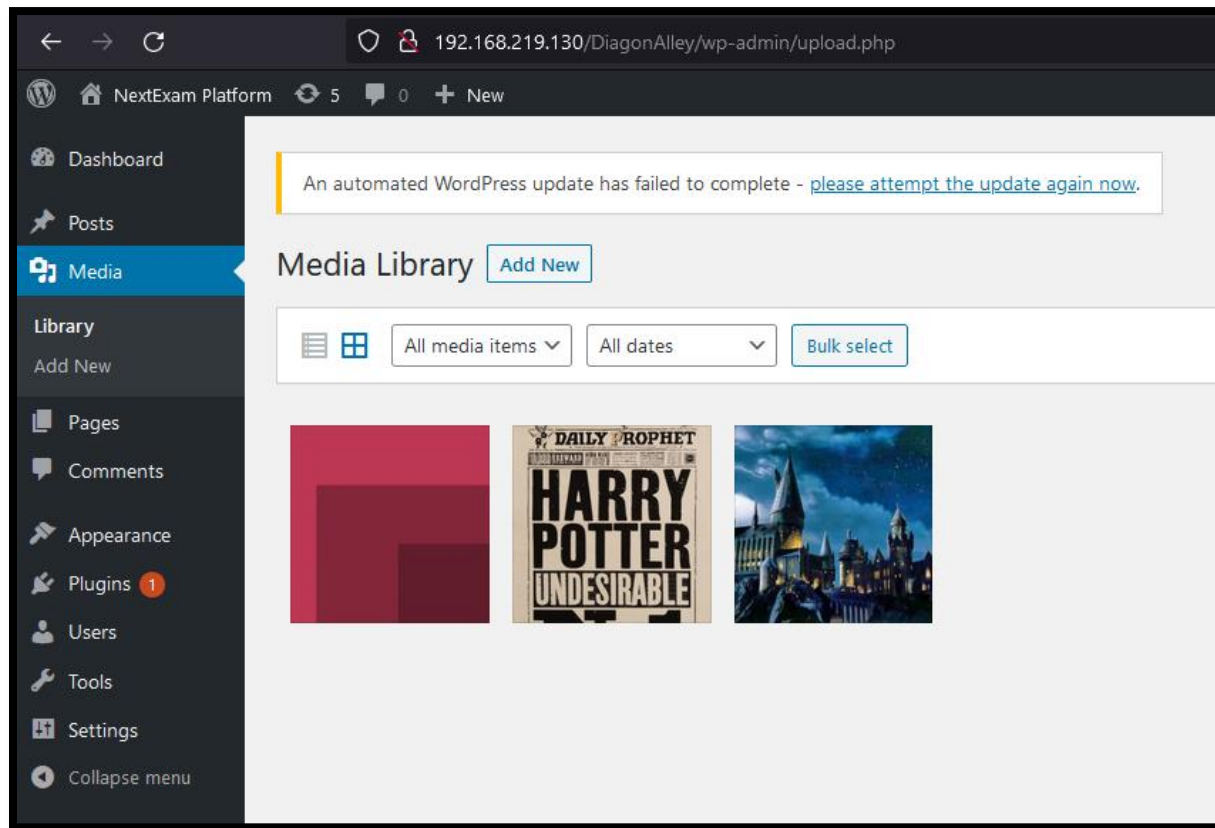 192.168.219.130/DiagonAlley/wp-admin/upload.php
NextExam Platform 5 0 + New
Dashboard
Posts
Media
Library
Add New
Pages
Comments
Appearance
Plugins 1
Users
Tools
Settings
Collapse menu
An automated WordPress update has failed to complete - please attempt the update again now.
Media Library Add New
All media items All dates Bulk select
DAILY PROPHET
HARRY
POTTER
UNDESIRABLE